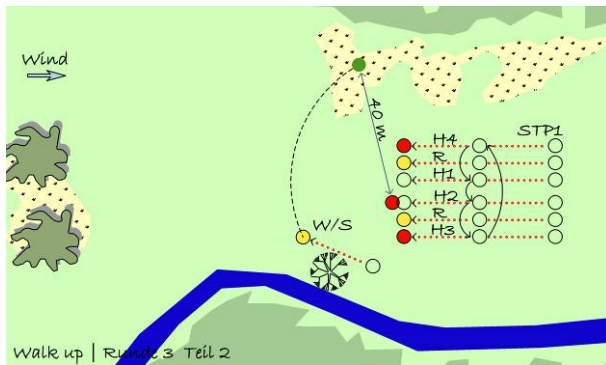 Wind
40 m
H4
STP1
R
H1
H2
W/S
R
H3
Walk up | Runde 3 Teil 2